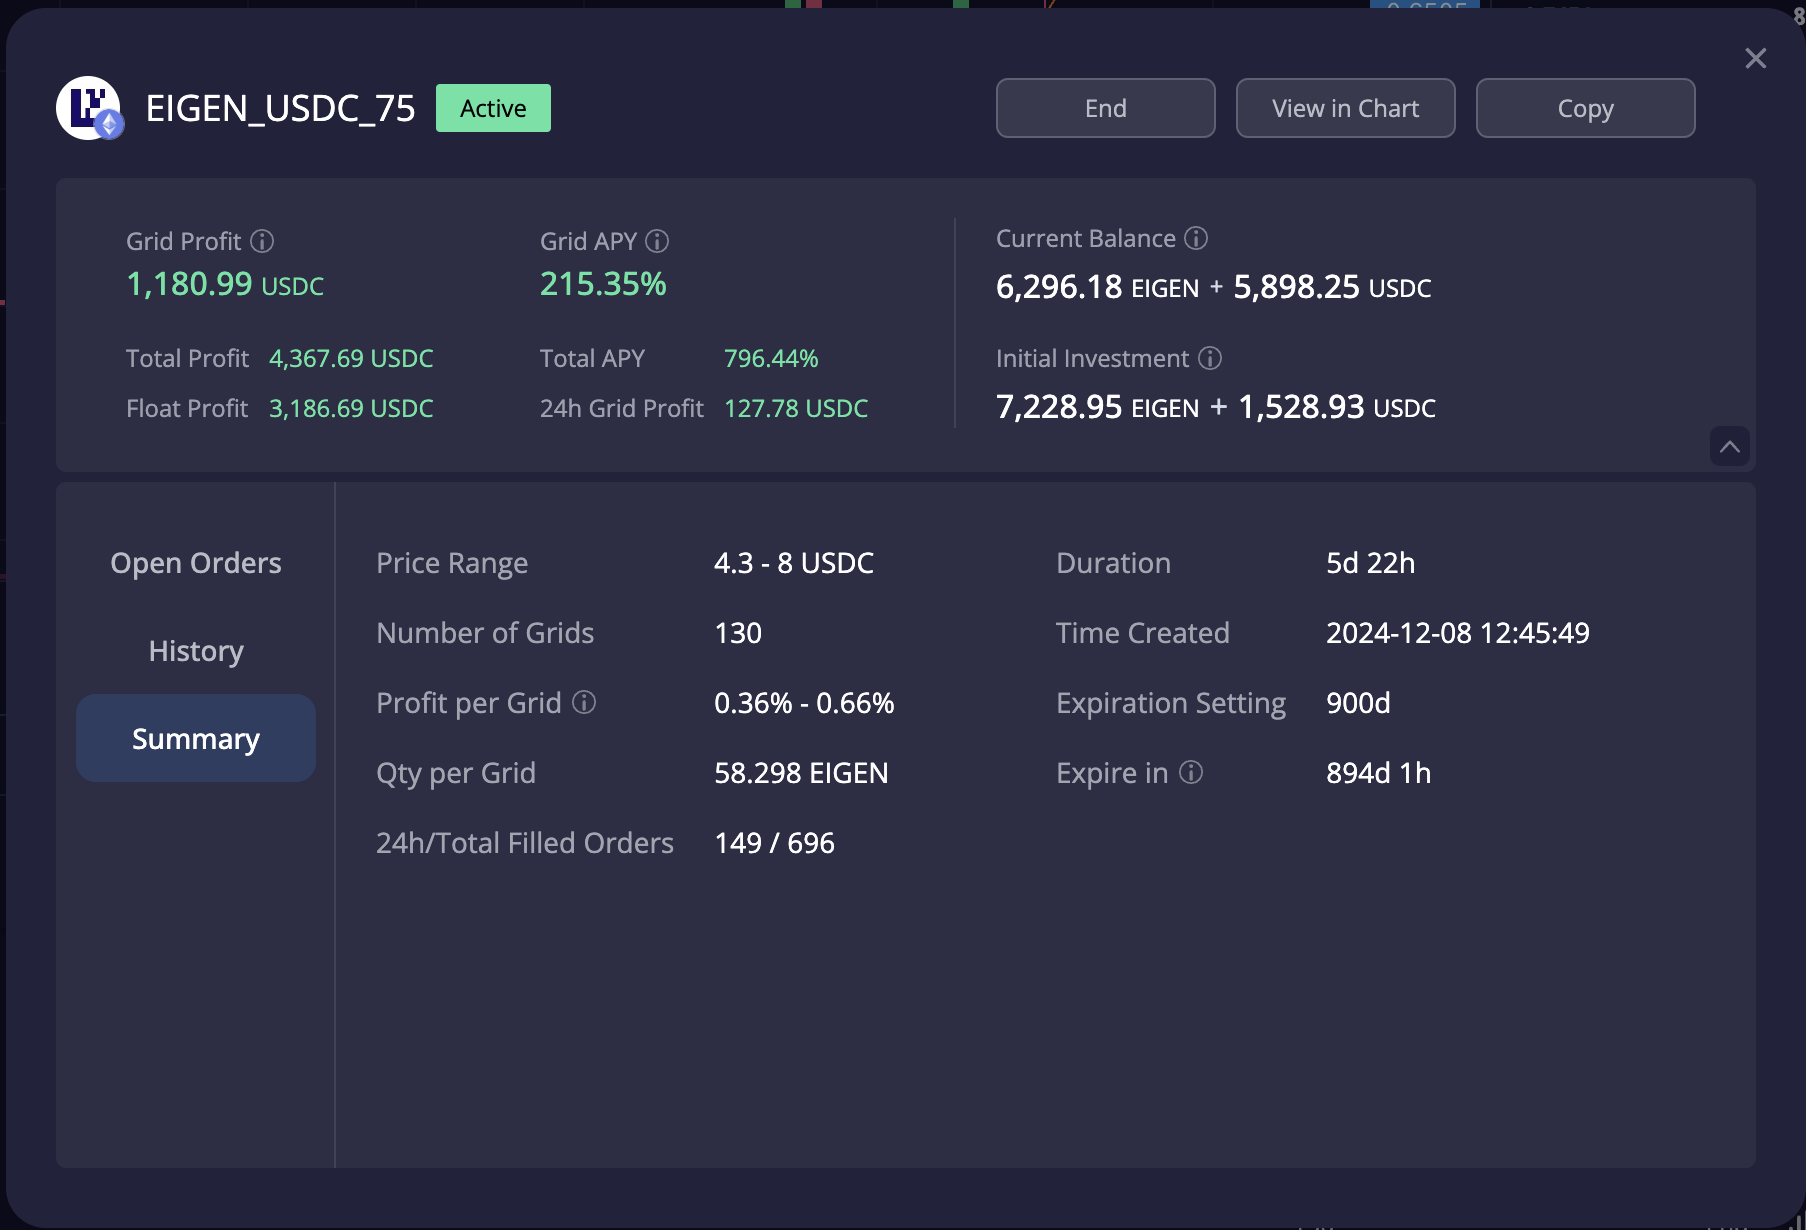 EIGEN_USDC_75
Active
End
View in Chart
Copy
Grid Profit
1,180.99 USDC
Grid APY
215.35%
Total Profit 4,367.69 USDC
Float Profit 3,186.69 USDC
Total APY 796.44%
24h Grid Profit 127.78 USDC
Current Balance
6,296.18 EIGEN + 5,898.25 USDC
Initial Investment
7,228.95 EIGEN + 1,528.93 USDC
Open Orders
History
Summary
Price Range 4.3 - 8 USDC
Number of Grids 130
Profit per Grid 0.36% - 0.66%
Qty per Grid 58.298 EIGEN
24h/Total Filled Orders 149 / 696
Duration 5d 22h
Time Created 2024-12-08 12:45:49
Expiration Setting 900d
Expire in 894d 1h